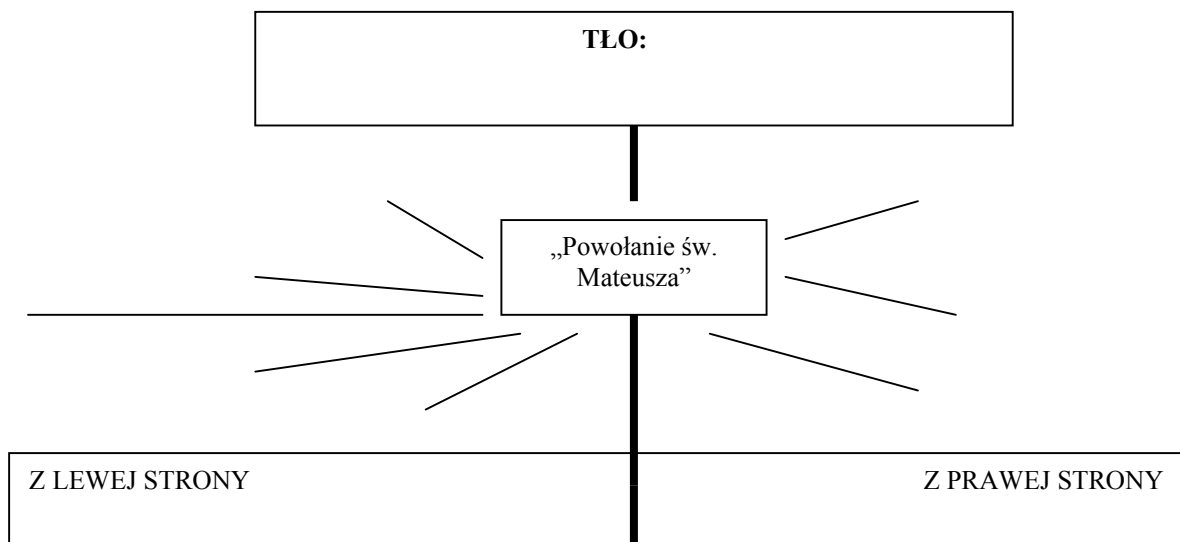 TŁO:
„Powołanie św.
Mateusza”
Z LEWEJ STRONY
Z PRAWEJ STRONY